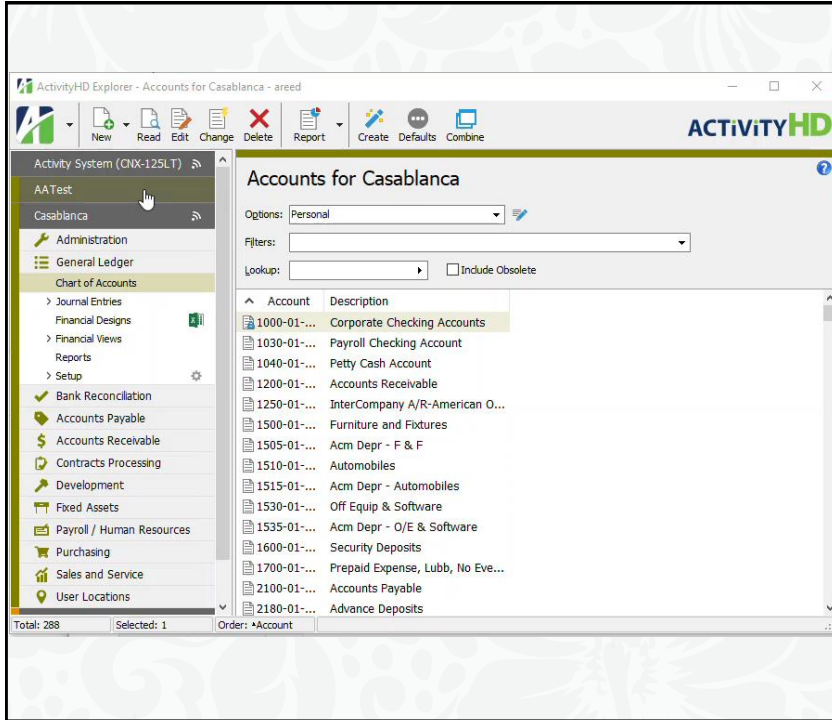 ActivityHD Explorer - Accounts for Casablanca - areed
New Read Edit Change Delete Report Create Defaults Combine
ACTiViTYHD
Activity System (CNX-125LT)
AATest
Casablanca
Administration
General Ledger
Chart of Accounts
Journal Entries
Financial Designs
Financial Views
Reports
Setup
Bank Reconciliation
Accounts Payable
Accounts Receivable
Contracts Processing
Development
Fixed Assets
Payroll / Human Resources
Purchasing
Sales and Service
User Locations
Accounts for Casablanca
Options: Personal
Filters:
Lookup: Include Obsolete
Account Description
1000-01-... Corporate Checking Accounts
1030-01-... Payroll Checking Account
1040-01-... Petty Cash Account
1200-01-... Accounts Receivable
1250-01-... InterCompany A/R-American O...
1500-01-... Furniture and Fixtures
1505-01-... Acm Depr - F & F
1510-01-... Automobiles
1515-01-... Acm Depr - Automobiles
1530-01-... Off Equip & Software
1535-01-... Acm Depr - O/E & Software
1600-01-... Security Deposits
1700-01-... Prepaid Expense, Lubb, No Eve...
2100-01-... Accounts Payable
2180-01-... Advance Deposits
Total: 288 Selected: 1 Order: Account